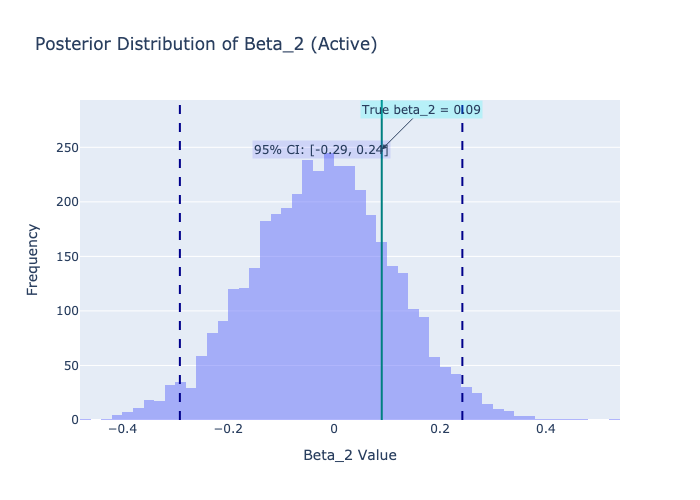 Posterior Distribution of Beta_2 (Active)
True beta_2 = 0.09
95% CI: [-0.29, 0.24]
250
200
150
100
50
0
Frequency
−0.4
−0.2
0
0.2
0.4
Beta_2 Value